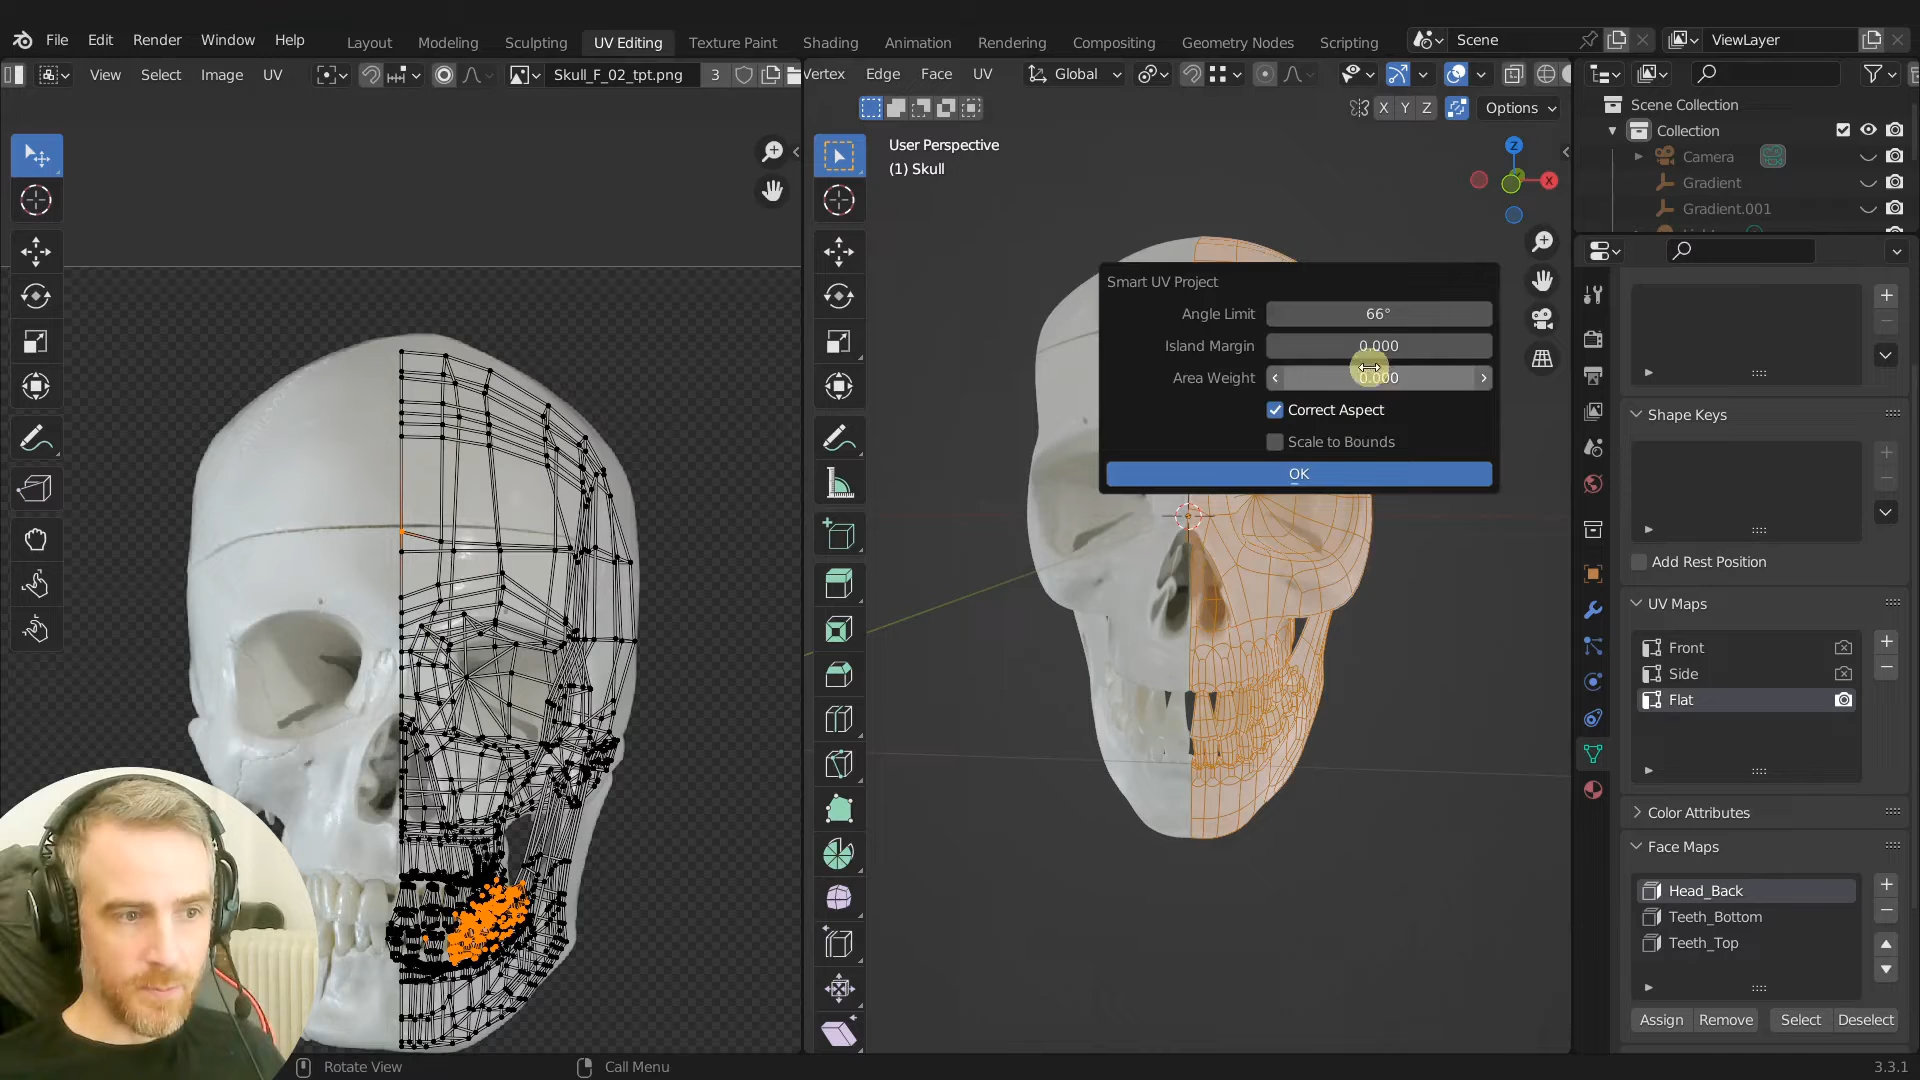 File Edit Render Window Help
Layout Modeling Sculpting UV Editing Texture Paint Shading Animation Rendering Compositing Geometry Nodes Scripting
Scene
ViewLayer
View Select Image UV
Skull_F_02_tpt.png 3
Vertex Edge Face UV
Global
X Y Z
Options
User Perspective
(1) Skull
Z
X
Smart UV Project
Angle Limit 66°
Island Margin 0.000
Area Weight 0.000
Correct Aspect
Scale to Bounds
OK
Scene Collection
Collection
Camera
Gradient
Gradient.001
Shape Keys
Add Rest Position
UV Maps
Front
Side
Flat
Color Attributes
Face Maps
Head_Back
Teeth_Bottom
Teeth_Top
Assign Remove Select Deselect
Rotate View
Call Menu
3.3.1